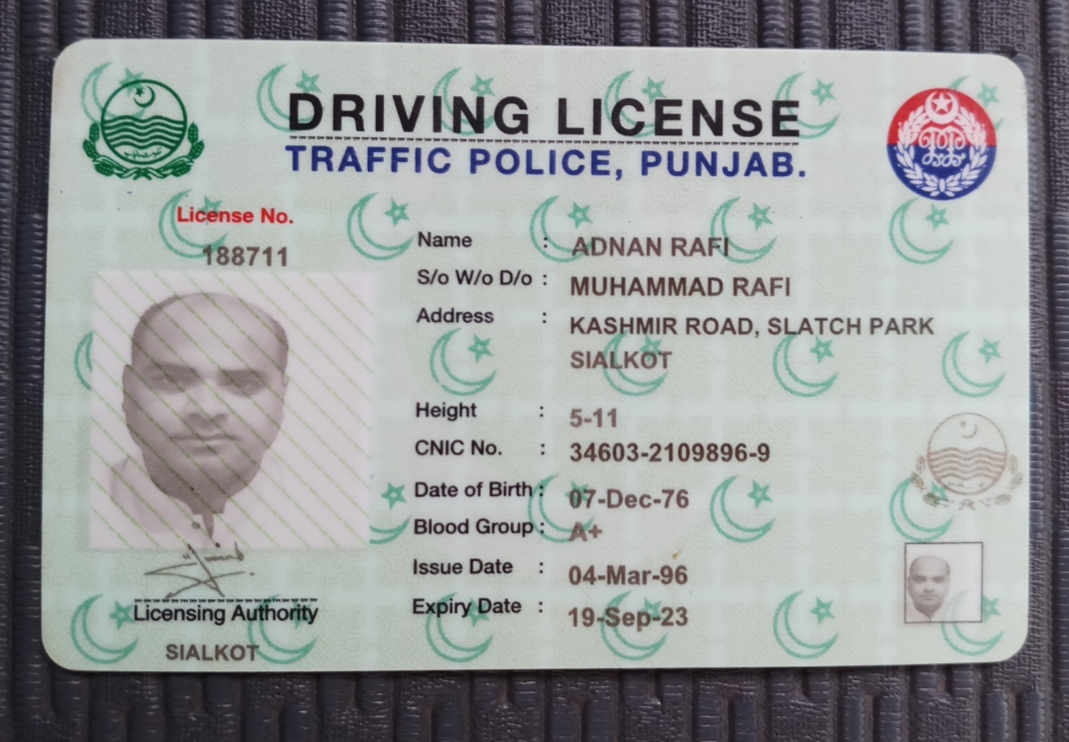 DRIVING LICENSE
TRAFFIC POLICE, PUNJAB.
License No.
188711
Name : ADNAN RAFI
S/o W/o D/o : MUHAMMAD RAFI
Address : KASHMIR ROAD, SLATCH PARK
SIALKOT
Height : 5-11
CNIC No. : 34603-2109896-9
Date of Birth : 07-Dec-76
Blood Group : A+
Issue Date : 04-Mar-96
Expiry Date : 19-Sep-23
Licensing Authority
SIALKOT